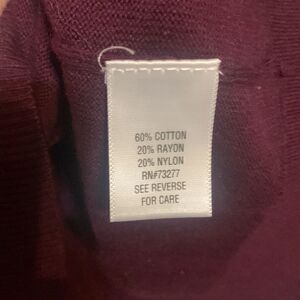 60% COTTON
20% RAYON
20% NYLON
RN#73277
SEE REVERSE
FOR CARE